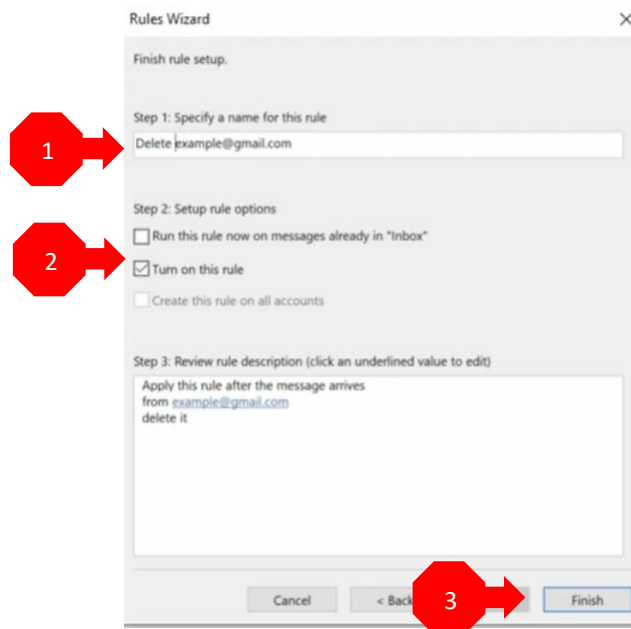 Rules Wizard
Finish rule setup.
Step 1: Specify a name for this rule
1
Delete example@gmail.com
Step 2: Setup rule options
Run this rule now on messages already in "Inbox"
2
Turn on this rule
Create this rule on all accounts
Step 3: Review rule description (click an underlined value to edit)
Apply this rule after the message arrives
from example@gmail.com
delete it
Cancel
< Back
3
Finish